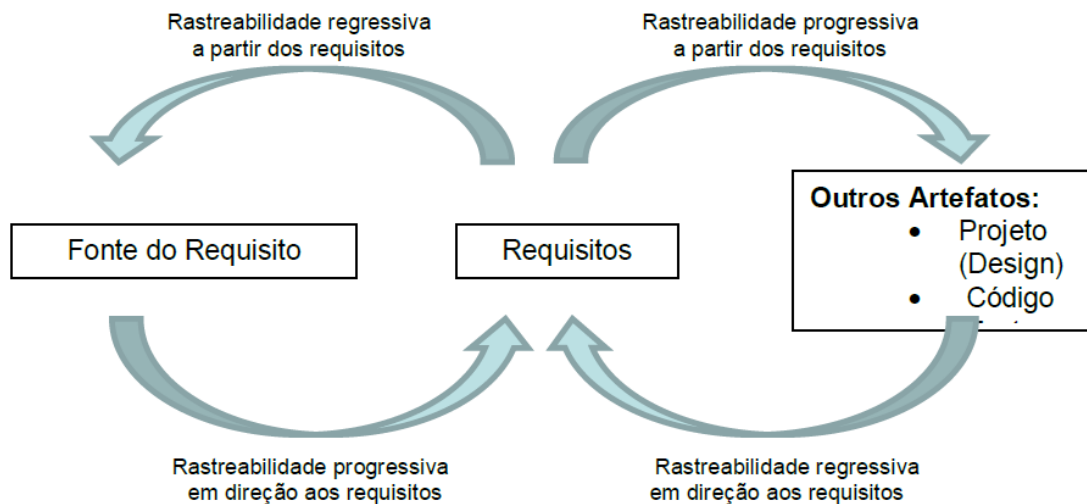 Rastreabilidade regressiva
a partir dos requisitos
Rastreabilidade progressiva
a partir dos requisitos
Fonte do Requisito
Requisitos
Outros Artefatos:
• Projeto
(Design)
• Código
Rastreabilidade progressiva
em direção aos requisitos
Rastreabilidade regressiva
em direção aos requisitos